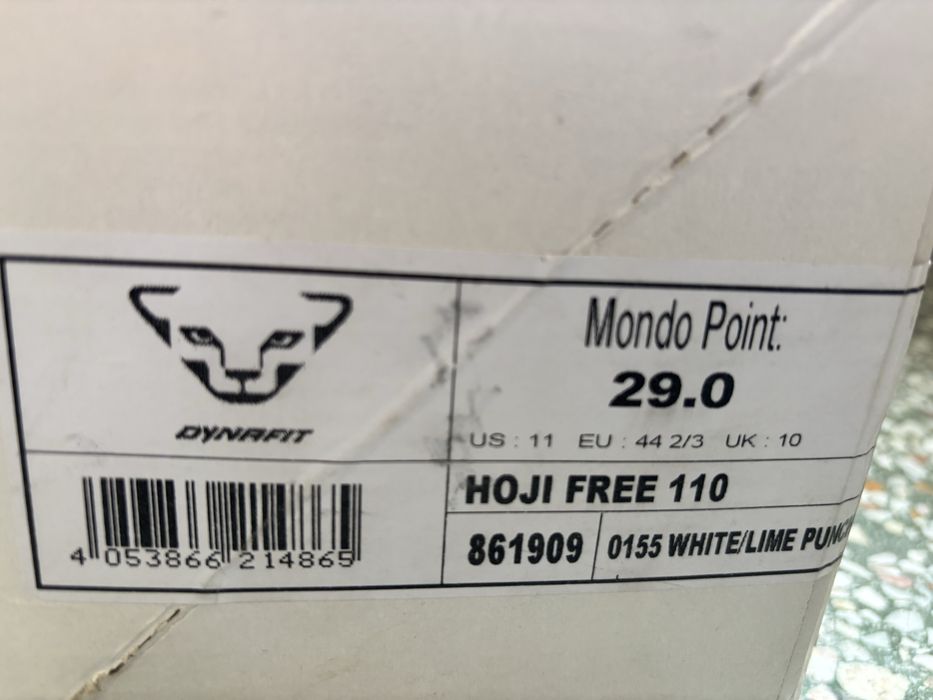 DYNAFIT
4 053866 214865
Mondo Point:
29.0
US : 11 EU : 44 2/3 UK : 10
HOJI FREE 110
861909
0155 WHITE/LIME PUNCH